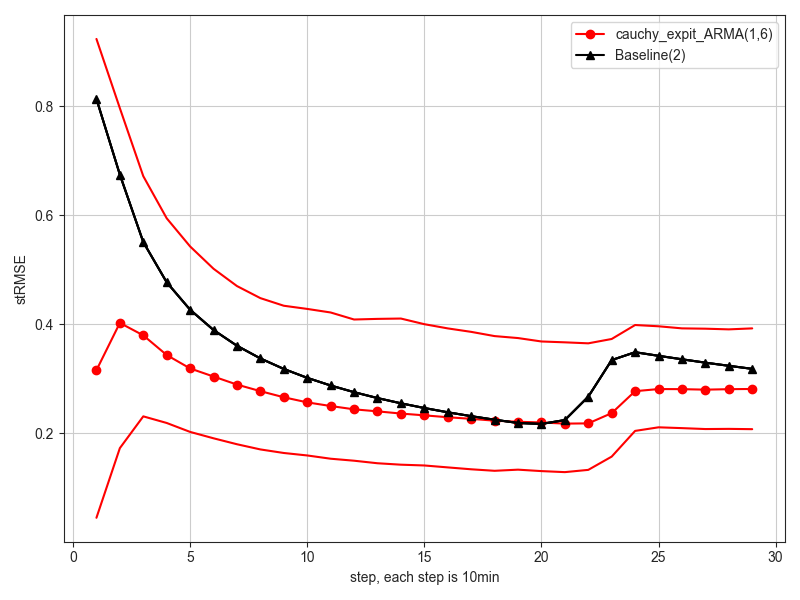 cauchy_expit_ARMA(1,6)
Baseline(2)
0.8
0.6
0.4
0.2
stRMSE
0 5 10 15 20 25 30
step, each step is 10min